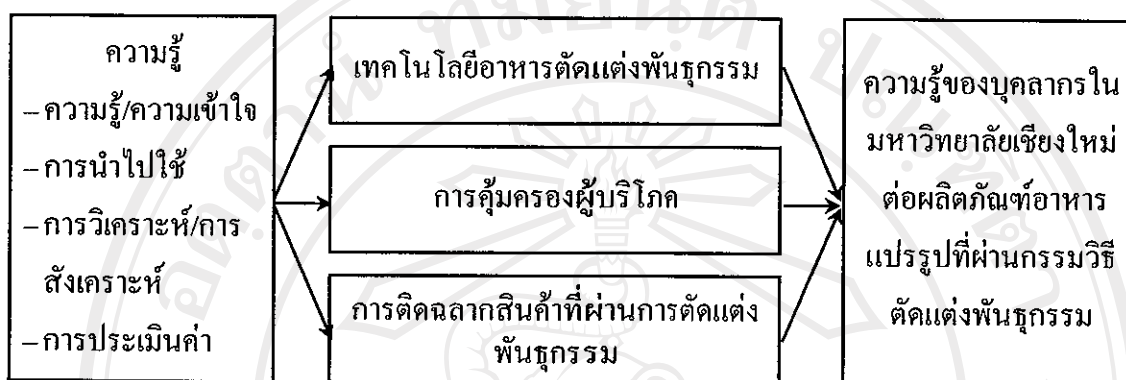 ความรู้
–ความรู้/ความเข้าใจ
–การนำไปใช้
–การวิเคราะห์/การ
สังเคราะห์
–การประเมินค่า
เทคโนโลยีอาหารตัดแต่งพันธุกรรม
การคุ้มครองผู้บริโภค
การติดฉลากสินค้าที่ผ่านการตัดแต่ง
พันธุกรรม
ความรู้ของบุคลากรใน
มหาวิทยาลัยเชียงใหม่
ต่อผลิตภัณฑ์อาหาร
แปรรูปที่ผ่านกรรมวิธี
ตัดแต่งพันธุกรรม